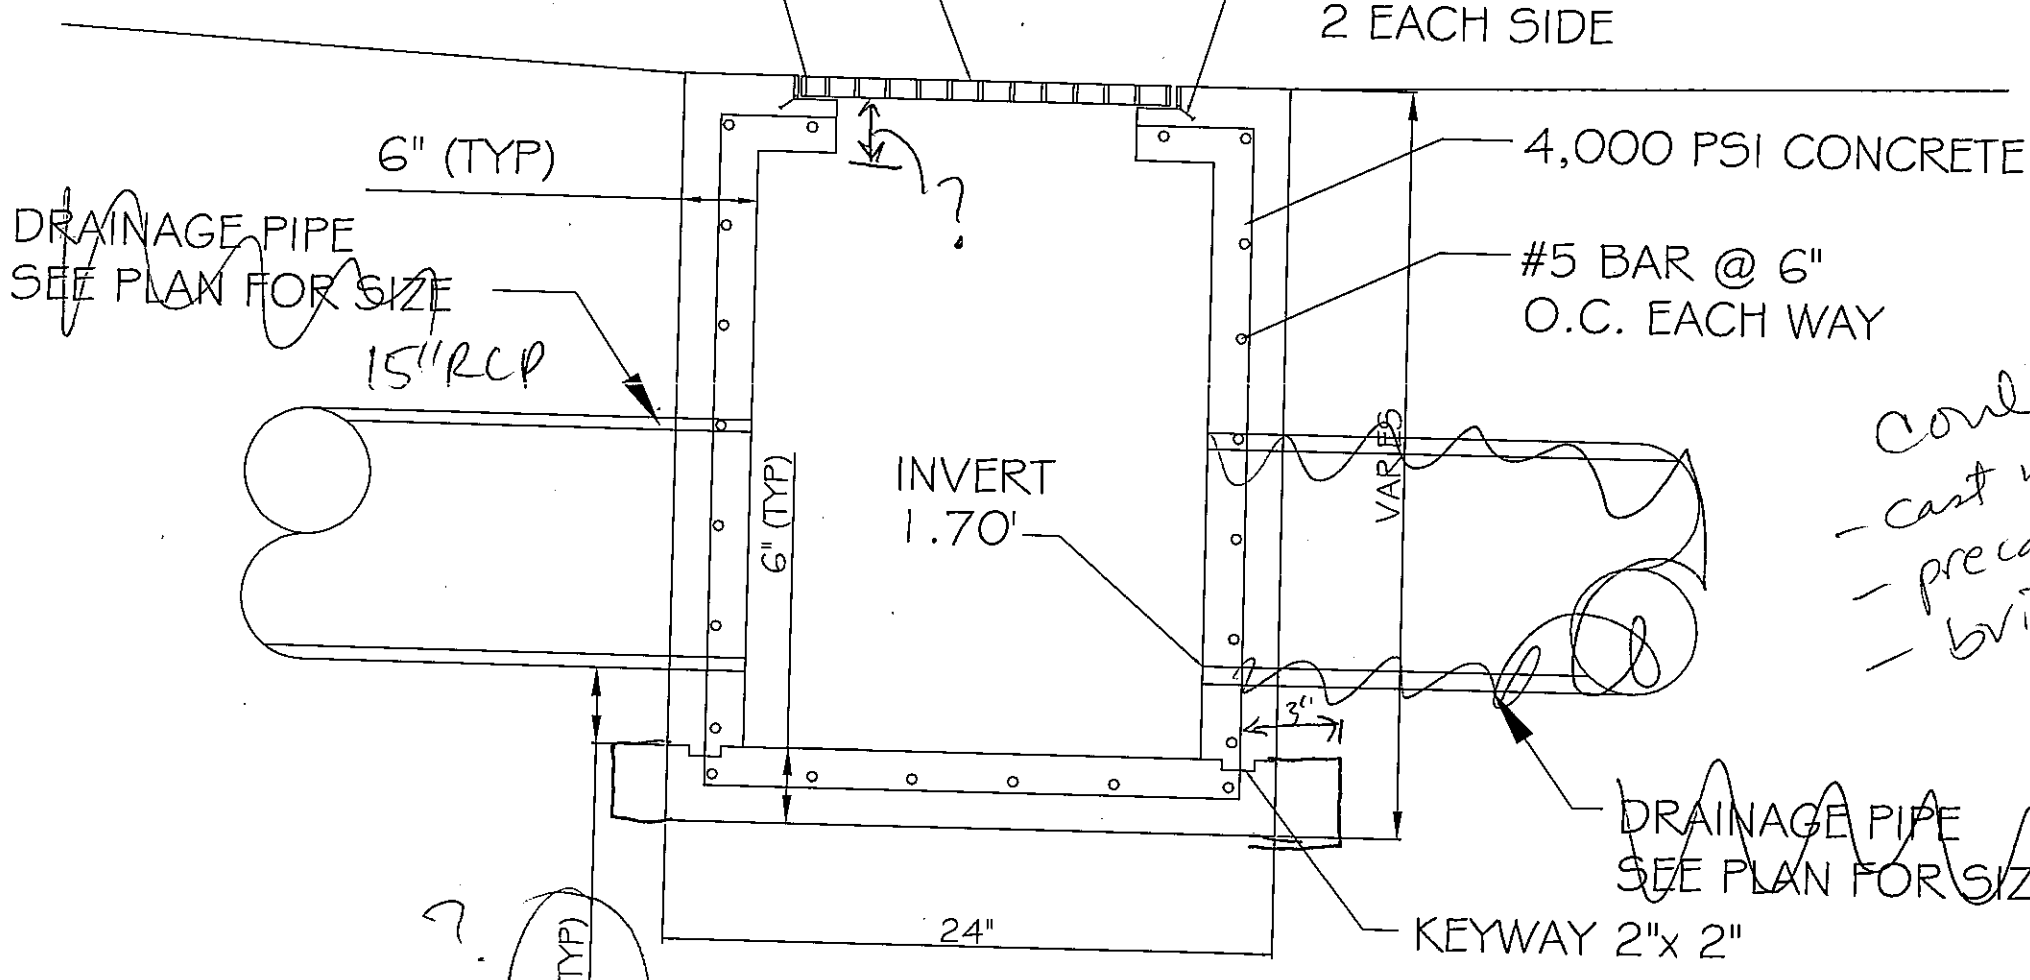 2 EACH SIDE
6" (TYP)
4,000 PSI CONCRETE
DRAINAGE PIPE
SEE PLAN FOR SIZE
?
#5 BAR @ 6"
O.C. EACH WAY
15" RCP
VARIES
INVERT
1.70'
6" (TYP)
- cast
3"
DRAINAGE PIPE
SEE PLAN FOR
?
(TYP)
24"
KEYWAY 2"x 2"